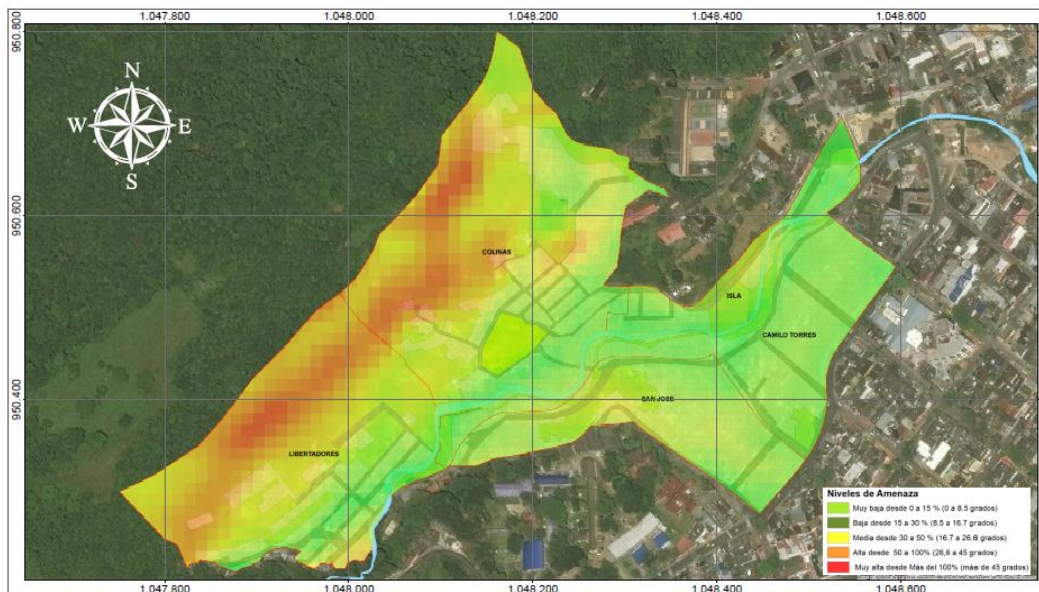 1.047.800 1.048.000 1.048.200 1.048.400 1.048.600
950.800
N
W E
S
950.600
COLINAS
ISLA
CAMILO TORRES
950.400
SAN JOSE
LIBERTADORES
Niveles de Amenaza
Muy baja desde 0 a 15 % (0 a 8.5 grados)
Baja desde 15 a 30 % (8.5 a 16.7 grados)
Media desde 30 a 50 % (16.7 a 26.6 grados)
Alta desde 50 a 100% (26,6 a 45 grados)
Muy alta desde Más del 100% (más de 45 grados)
1.047.800 1.048.000 1.048.200 1.048.400 1.048.600